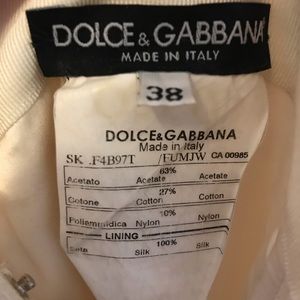 DOLCE & GABBANA
MADE IN ITALY
38
DOLCE&GABBANA
Made in Italy
SK .F4B97T /FUMJW CA 00985
63%
Acetato Acetate Acetate
27%
Cotone Cotton Cotton
10%
Poliammidica Nylon Nylon
LINING
100%
Seta Silk Silk